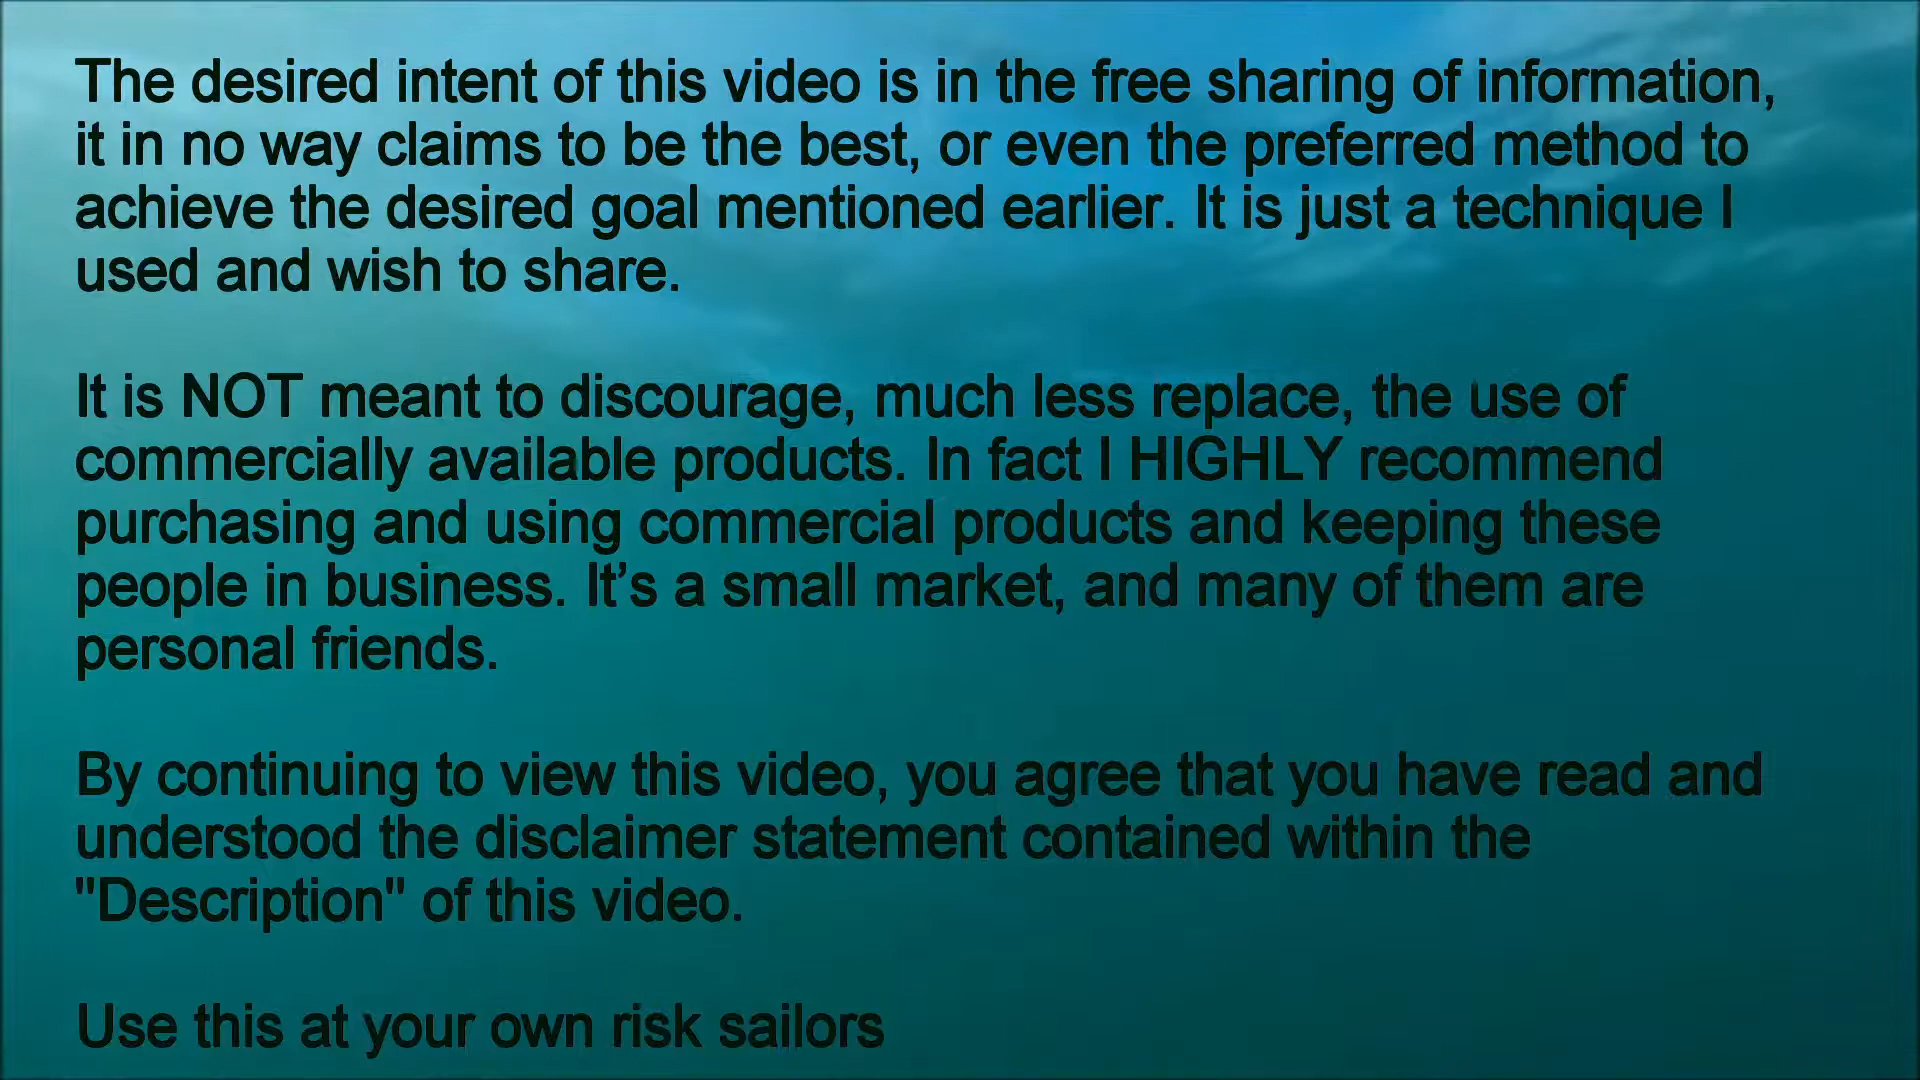 The desired intent of this video is in the free sharing of information,
it in no way claims to be the best, or even the preferred method to
achieve the desired goal mentioned earlier. It is just a technique I
used and wish to share.
It is NOT meant to discourage, much less replace, the use of
commercially available products. In fact I HIGHLY recommend
purchasing and using commercial products and keeping these
people in business. It’s a small market, and many of them are
personal friends.
By continuing to view this video, you agree that you have read and
understood the disclaimer statement contained within the
"Description" of this video.
Use this at your own risk sailors